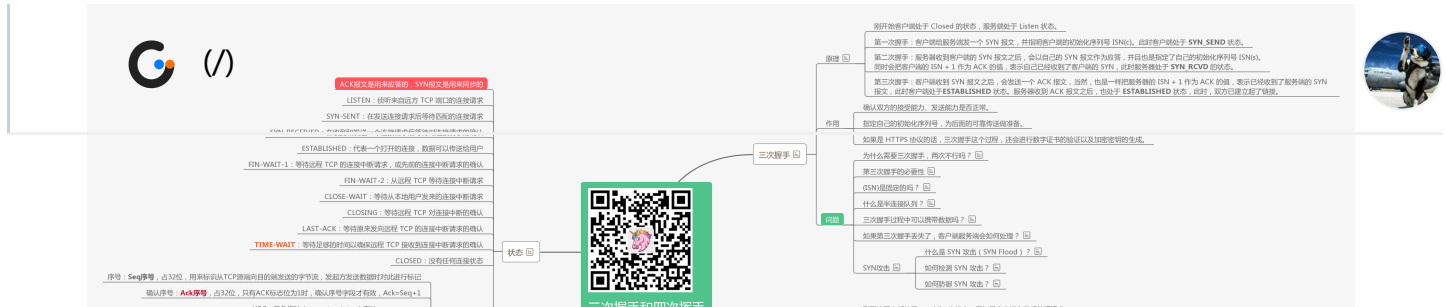 (/)
ACK报文是用来应答的，SYN报文是用来同步的
LISTEN：侦听来自远方 TCP 端口的连接请求
SYN-SENT：在发送连接请求后等待匹配的连接请求
ESTABLISHED：代表一个打开的连接，数据可以传送给用户
FIN-WAIT-1：等待远程 TCP 的连接中断请求，或先前的连接中断请求的确认
FIN-WAIT-2：从远程 TCP 等待连接中断请求
CLOSE-WAIT：等待从本地用户发来的连接中断请求
CLOSING：等待远程 TCP 对连接中断的确认
LAST-ACK：等待原来发向远程 TCP 的连接中断请求的确认
TIME-WAIT：等待足够的时间以确保远程 TCP 接收到连接中断请求的确认
CLOSED：没有任何连接状态
状态
序号：Seq序号，占32位，用来标识从TCP源端向目的端发送的字节流，发起方发送数据时对此进行标记
确认序号：Ack序号，占32位，只有ACK标志位为1时，确认序号字段才有效，Ack=Seq+1
三次握手和四次挥手
三次握手
原理
刚开始客户端处于 Closed 的状态，服务端处于 Listen 状态。
第一次握手：客户端给服务端发一个 SYN 报文，并指明客户端的初始化序列号 ISN(c)。此时客户端处于 SYN_SEND 状态。
第二次握手：服务器收到客户端的 SYN 报文之后，会以自己的 SYN 报文作为应答，并且也是指定了自己的初始化序列号 ISN(s)。
同时会把客户端的 ISN + 1 作为 ACK 的值，表示自己已经收到了客户端的 SYN，此时服务器处于 SYN_RCVD 的状态。
第三次握手：客户端收到 SYN 报文之后，会发送一个 ACK 报文，当然，也是一样把服务器的 ISN + 1 作为 ACK 的值，表示已经收到了服务端的 SYN
报文，此时客户端处于ESTABLISHED 状态。服务器收到 ACK 报文之后，也处于 ESTABLISHED 状态，此时，双方已建立起了链接。
作用
确认双方的接受能力、发送能力是否正常。
指定自己的初始化序列号，为后面的可靠传送做准备。
如果是 HTTPS 协议的话，三次握手这个过程，还会进行数字证书的验证以及加密密钥的生成。
问题
为什么需要三次握手，两次不行吗？
第三次握手的必要性
(ISN)是固定的吗？
什么是半连接队列？
三次握手过程中可以携带数据吗？
如果第三次握手丢失了，客户端服务端会如何处理？
SYN攻击
什么是 SYN 攻击（SYN Flood）？
如何检测 SYN 攻击？
如何防御 SYN 攻击？